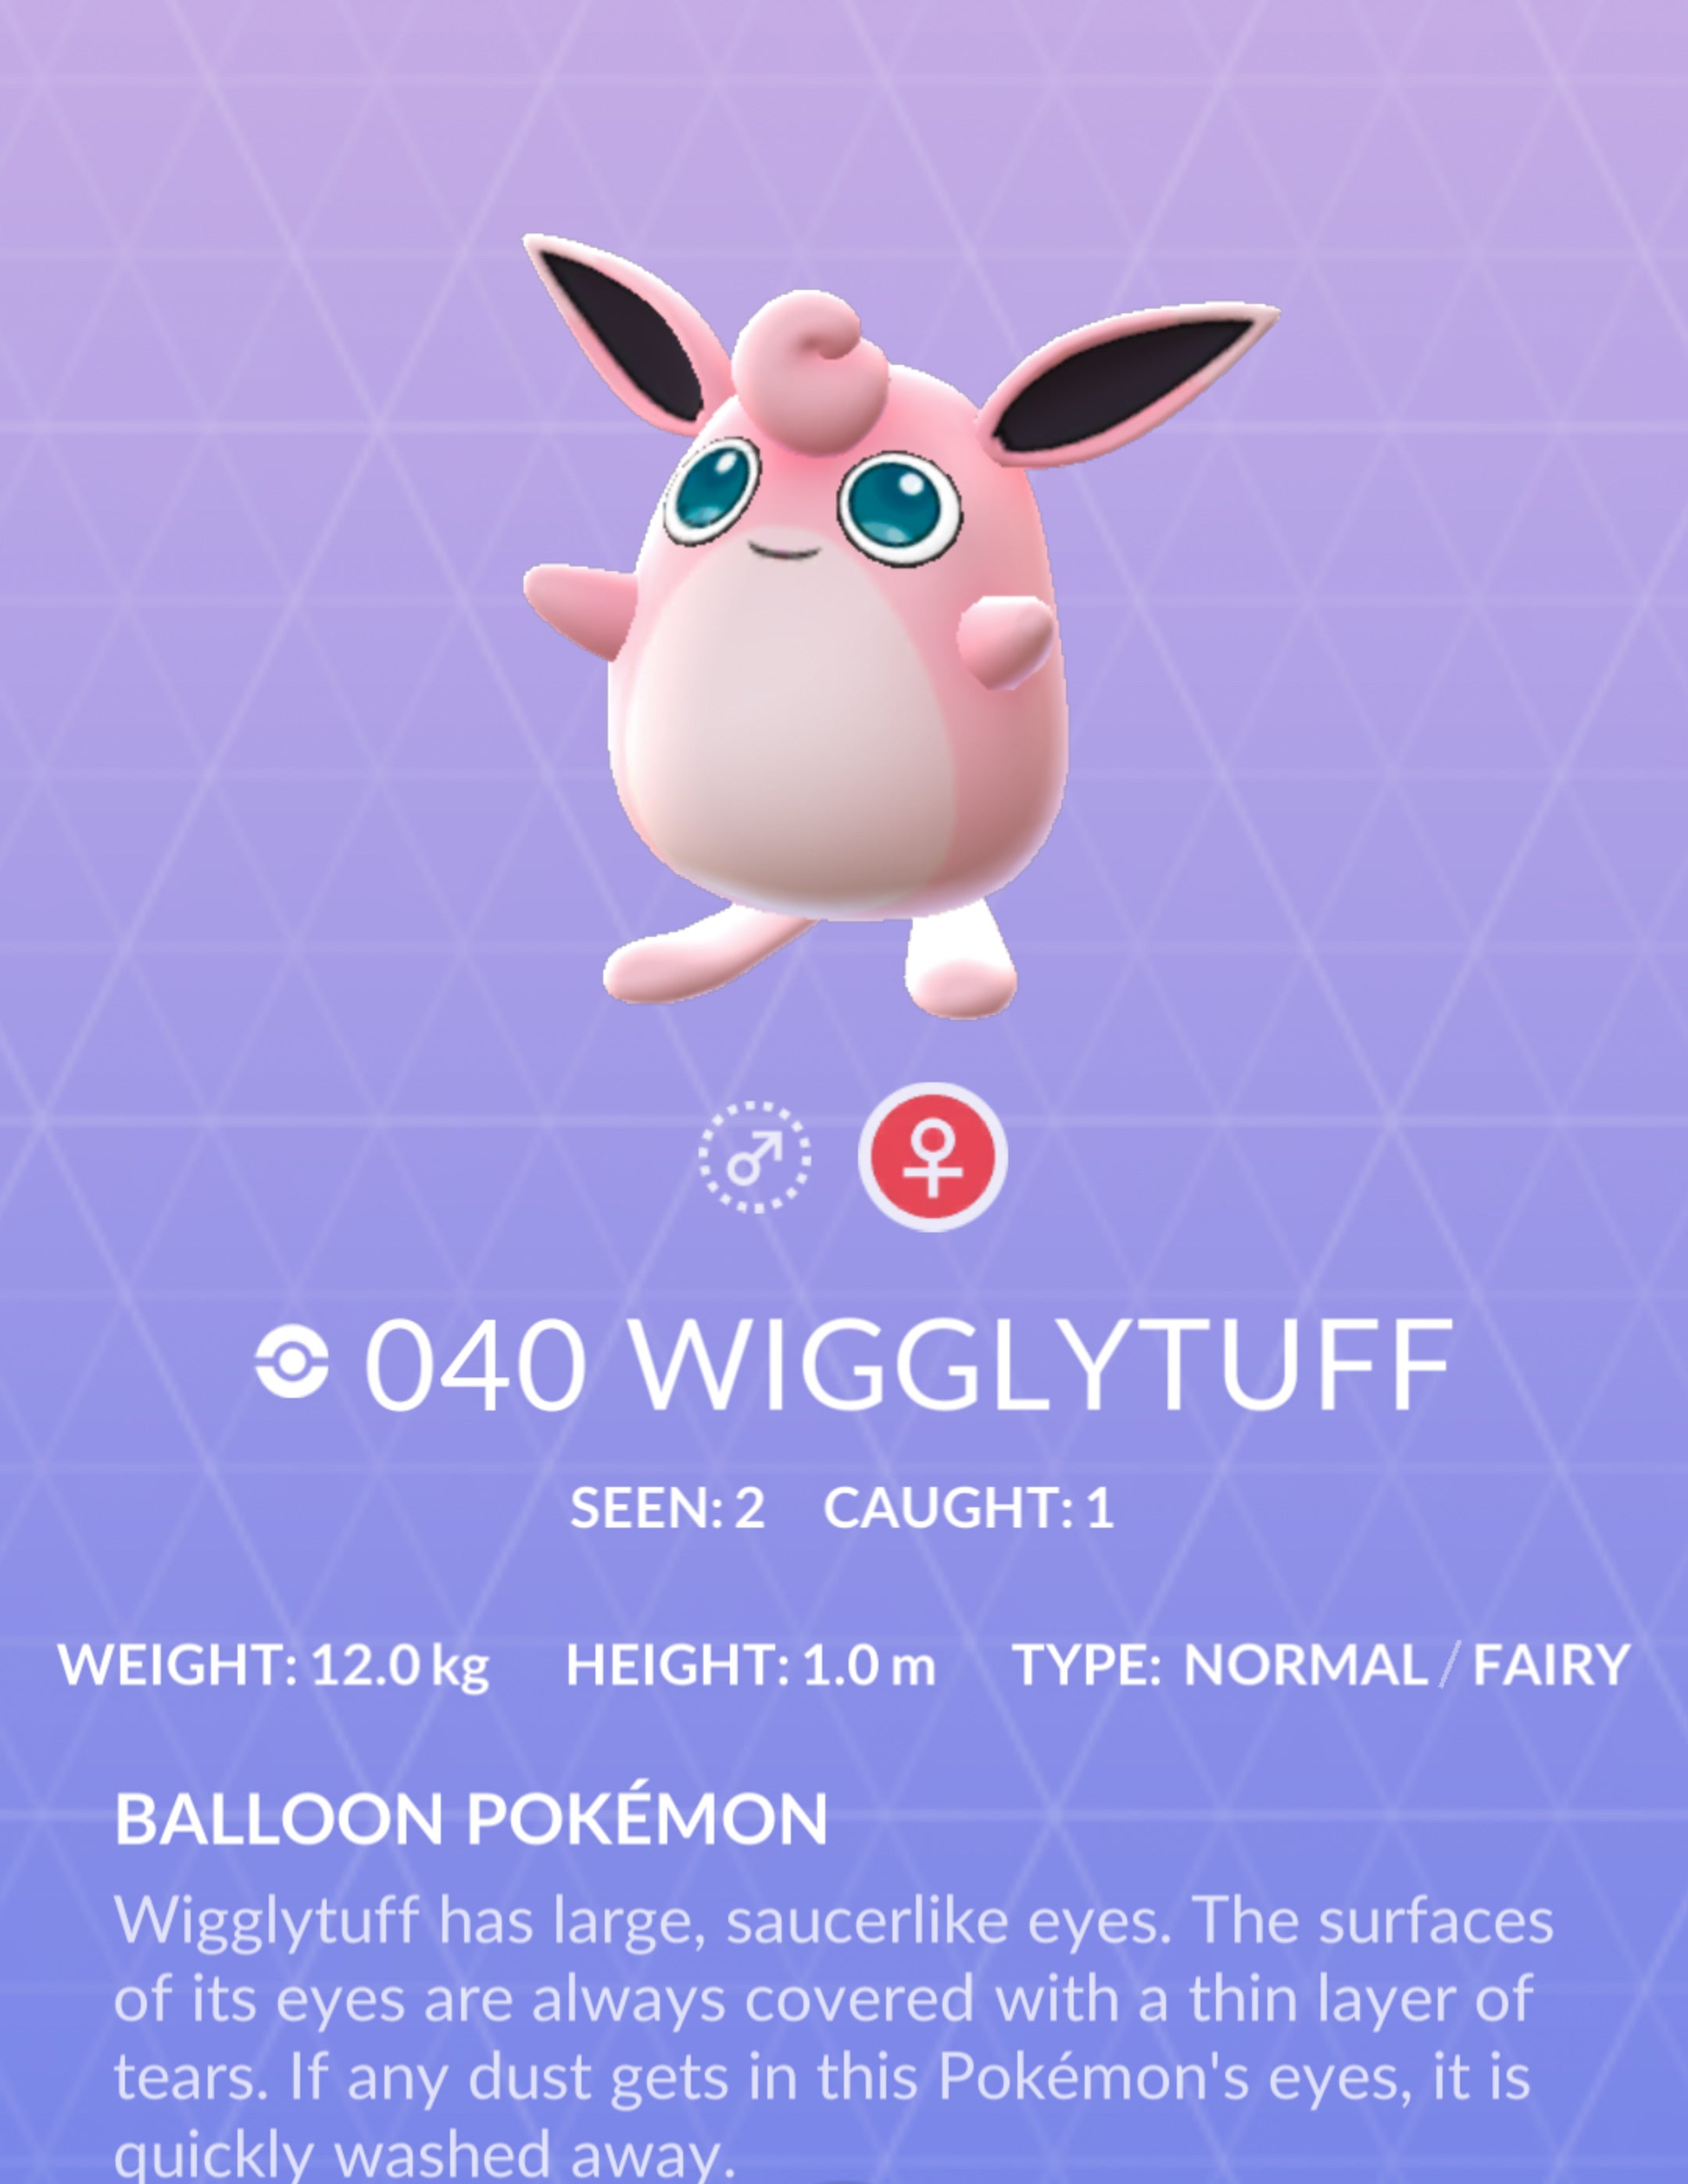 040 WIGGLYTUFF
SEEN: 2 CAUGHT: 1
WEIGHT: 12.0 kg HEIGHT: 1.0 m TYPE: NORMAL / FAIRY
BALLOON POKÉMON
Wigglytuff has large, saucerlike eyes. The surfaces
of its eyes are always covered with a thin layer of
tears. If any dust gets in this Pokémon's eyes, it is
quickly washed away.